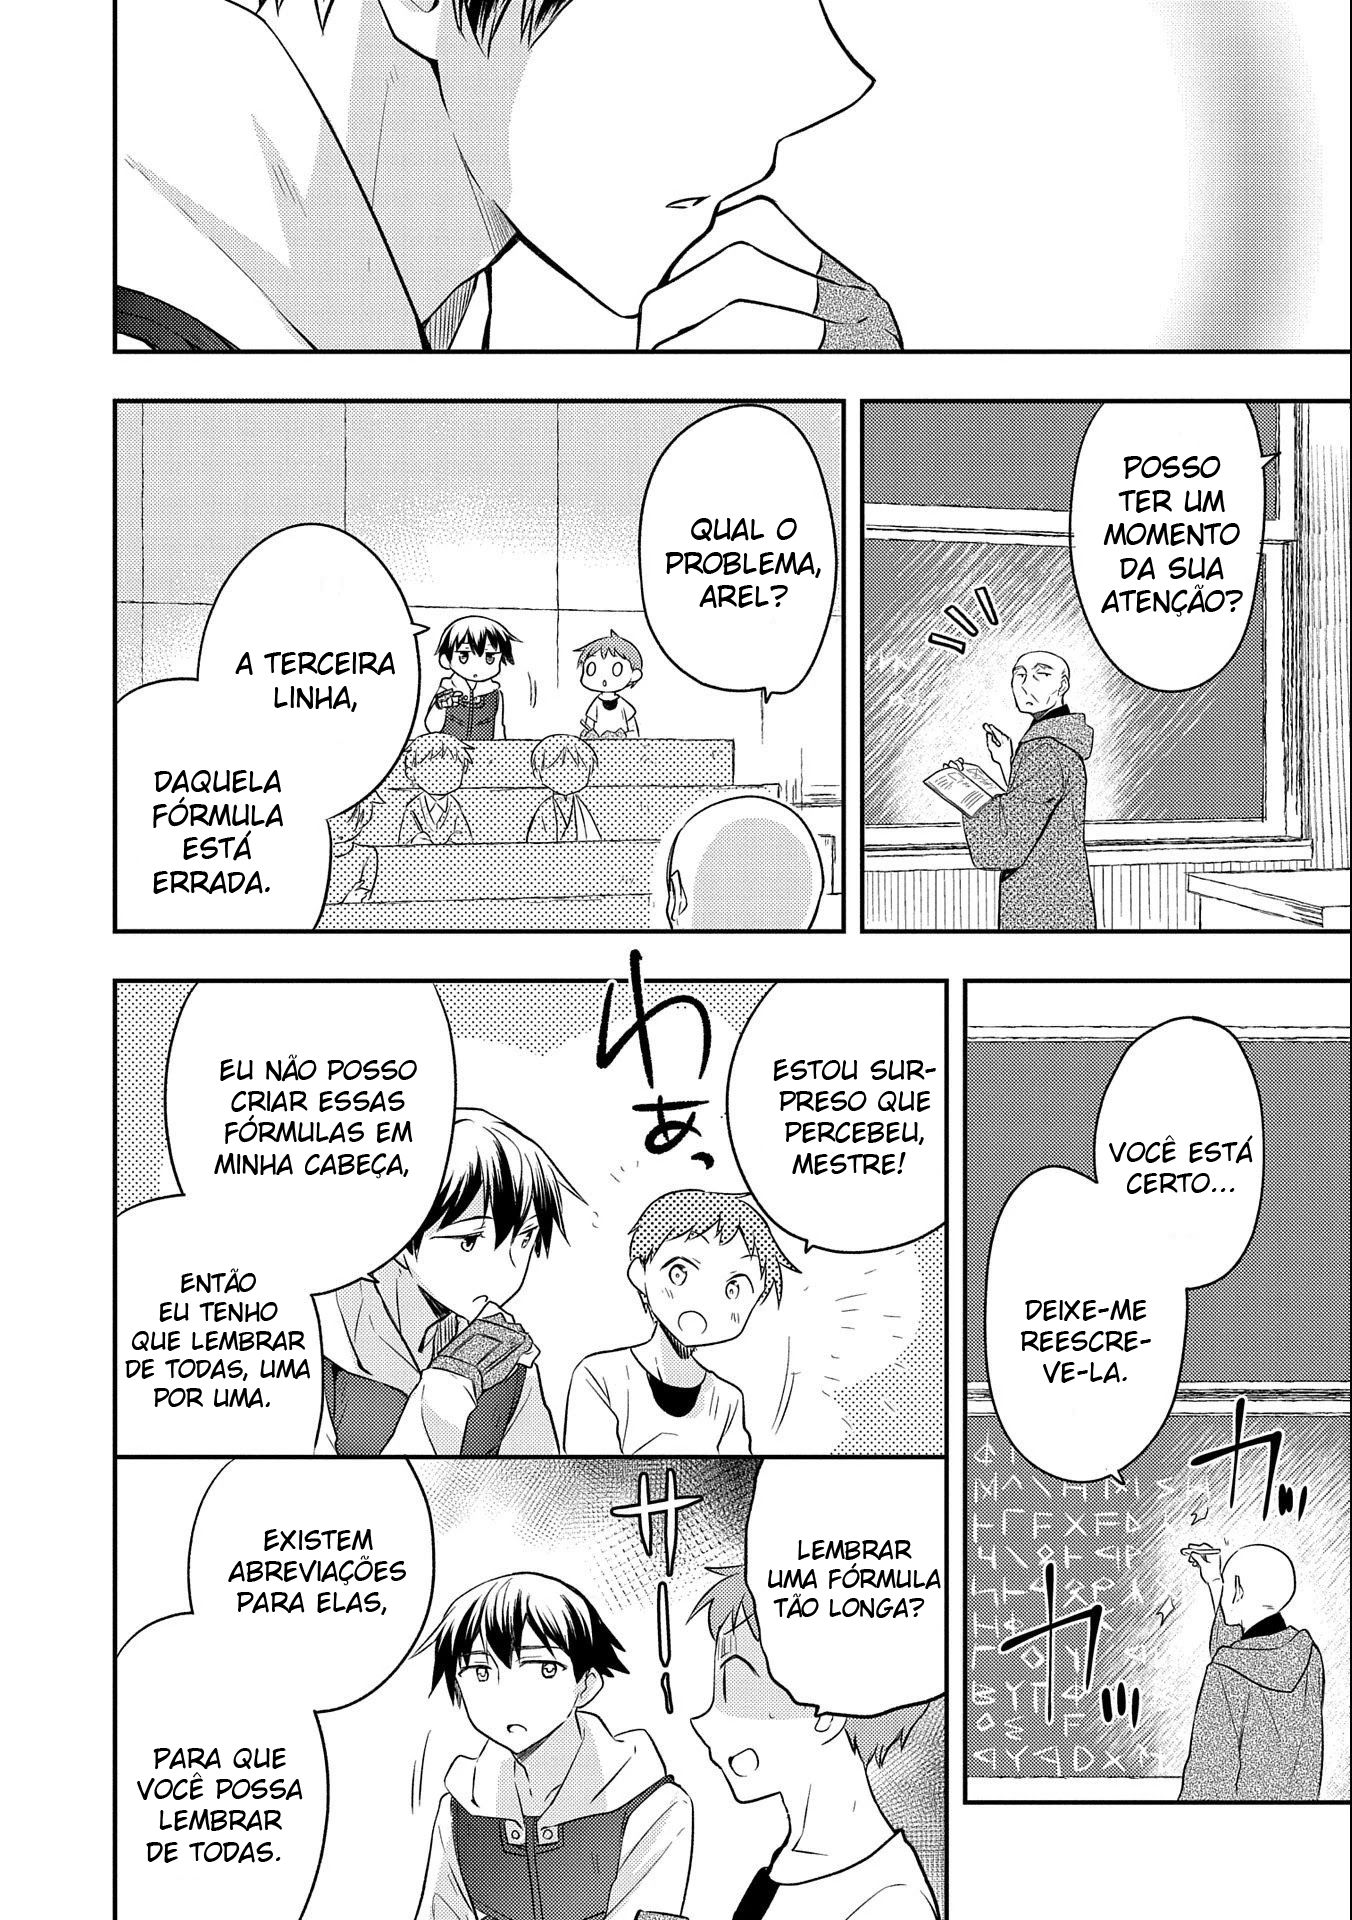 POSSO
TER UM
MOMENTO
DA SUA
ATENÇÃO?
QUAL O
PROBLEMA,
AREL?
A TERCEIRA
LINHA,
DAQUELA
FÓRMULA
ESTÁ
ERRADA.
VOCÊ ESTÁ
CERTO...
DEIXE-ME
REESCRE-
VE-LA.
カッ
カッ
ESTOU SUR-
PRESO QUE
PERCEBEU,
MESTRE!
わぁっ
EU NÃO POSSO
CRIAR ESSAS
FÓRMULAS EM
MINHA CABEÇA,
ENTÃO
EU TENHO
QUE LEMBRAR
DE TODAS, UMA
POR UMA.
LEMBRAR
UMA FÓRMULA
TÃO LONGA?
EXISTEM
ABREVIAÇÕES
PARA ELAS,
PARA QUE
VOCÊ POSSA
LEMBRAR
DE TODAS.